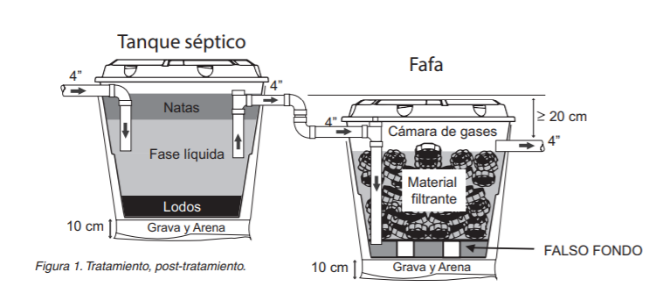 Tanque séptico
Fafa
4”
4”
≥ 20 cm
Natas
4”
Cámara de gases
4”
Fase líquida
Material
filtrante
Lodos
10 cm
Grava y Arena
FALSO FONDO
Figura 1. Tratamiento, post-tratamiento.
10 cm
Grava y Arena